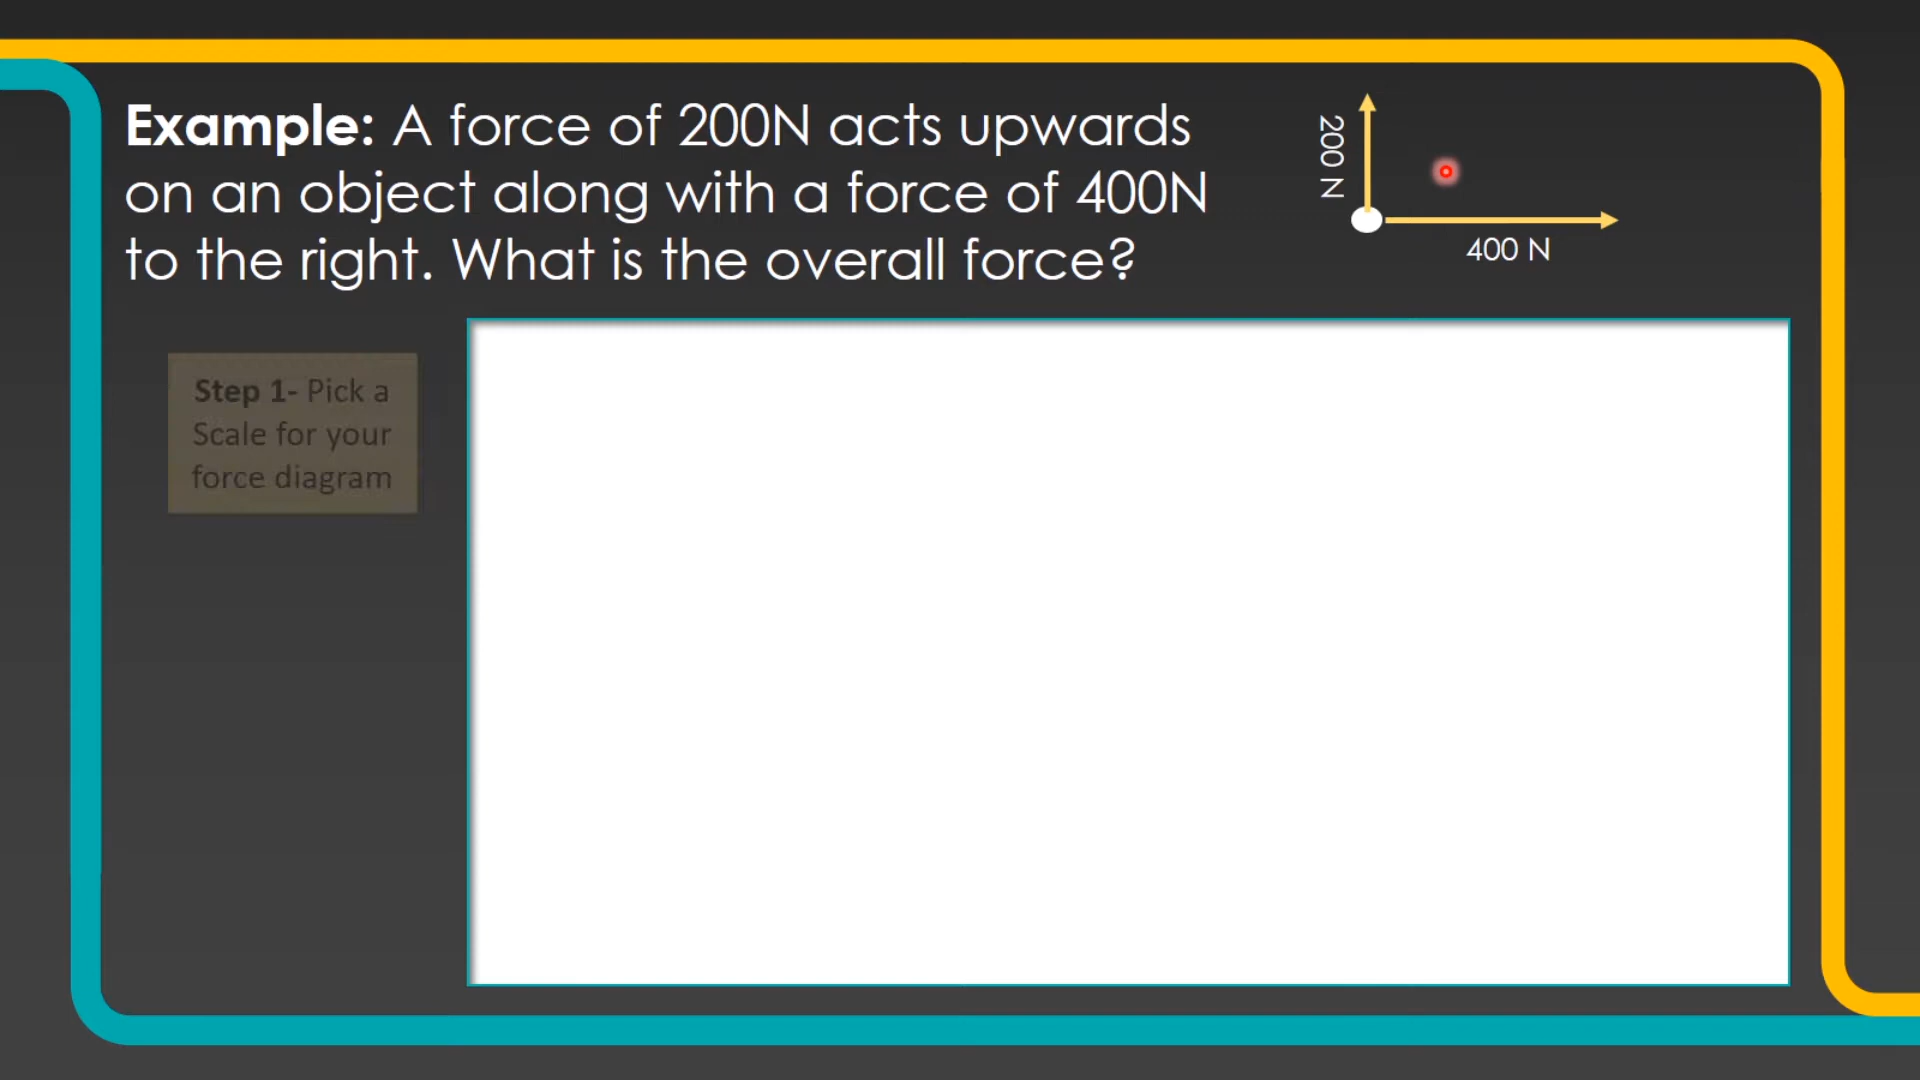 Example: A force of 200N acts upwards
on an object along with a force of 400N
to the right. What is the overall force?
200 N
400 N
Step 1- Pick a
Scale for your
force diagram